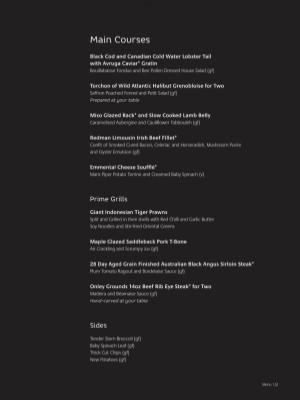 Main Courses
Black Cod and Canadian Cold Water Lobster Tail
with Avruga Caviar* Gratin
Bouillabaisse Fondue and Bee Pollen Dressed House Salad (gf)
Torchon of Wild Atlantic Halibut Grenobloise for Two
Saffron Poached Fennel and Petit Salad (gf)
Prepared at your table
Miso Glazed Rack* and Slow Cooked Lamb Belly
Caramelised Aubergine and Cauliflower Tabbouleh (gf)
Redman Limousin Irish Beef Fillet*
Confit of Smoked Cured Bacon, Celeriac, and Horseradish, Mushroom Purée
and Oyster Emulsion (gf)
Emmental Cheese Soufflé*
Maris Piper Potato Terrine and Creamed Baby Spinach (v)
Prime Grills
Giant Indonesian Tiger Prawns
Split and Grilled in their shells with Red Chilli and Garlic Butter
Soy Noodles and Stir-fried Oriental Greens
Maple Glazed Saddleback Pork T-Bone
Air Crackling and Scrumpy Jus (gf)
28 Day Aged Grain Finished Australian Black Angus Sirloin Steak*
Plum Tomato Ragout and Bordelaise Sauce (gf)
Onley Grounds 14oz Beef Rib Eye Steak* for Two
Madeira and Béarnaise Sauce (gf)
Hand-carved at your table
Sides
Tender Stem Broccoli (gf)
Baby Spinach Leaf (gf)
Thick Cut Chips (gf)
New Potatoes (gf)